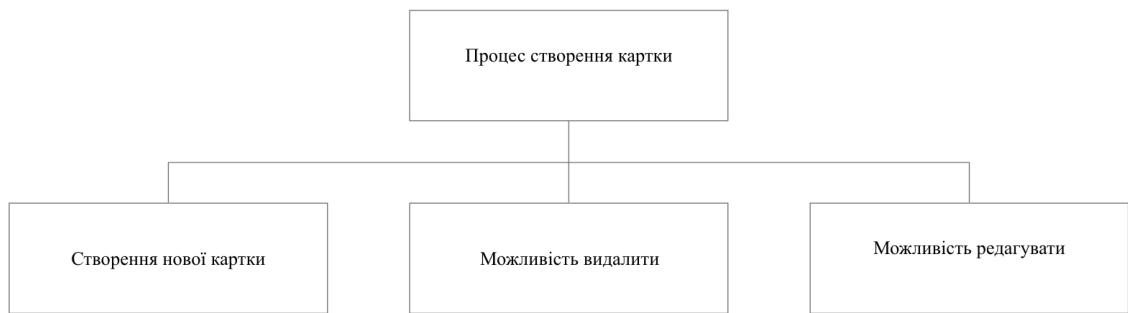 Процес створення картки
Створення нової картки
Можливість видалити
Можливість редагувати